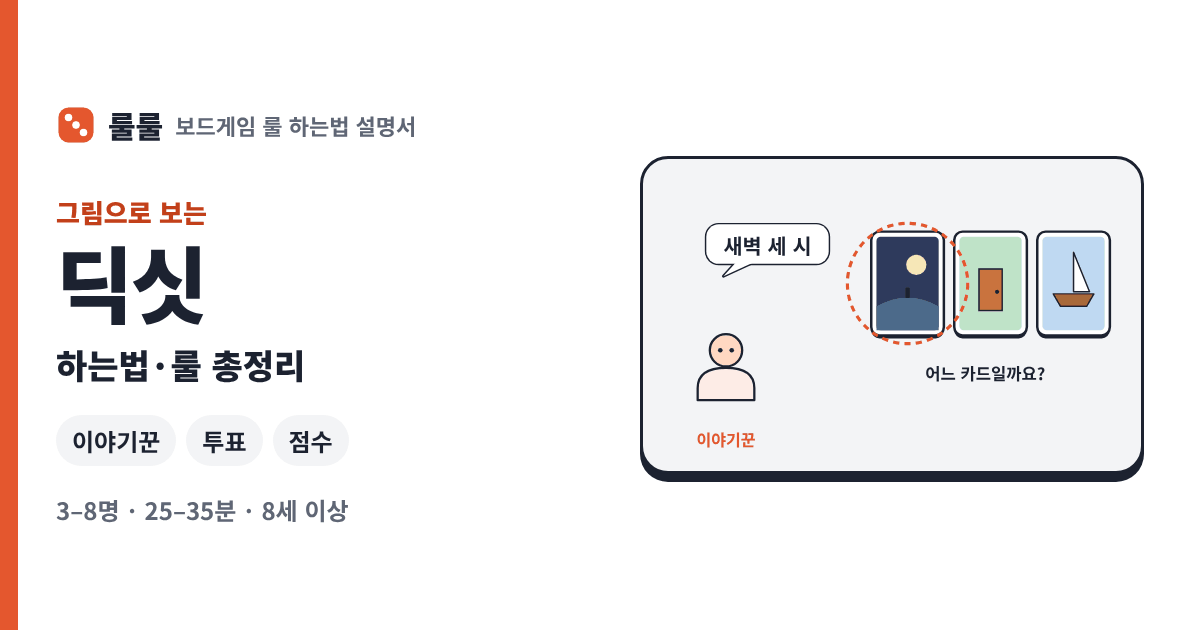 룰룰 보드게임 룰 하는법 설명서
그림으로 보는
딕싯
하는법·룰 총정리
이야기꾼 투표 점수
3–8명 · 25–35분 · 8세 이상
새벽 세 시
어느 카드일까요?
이야기꾼